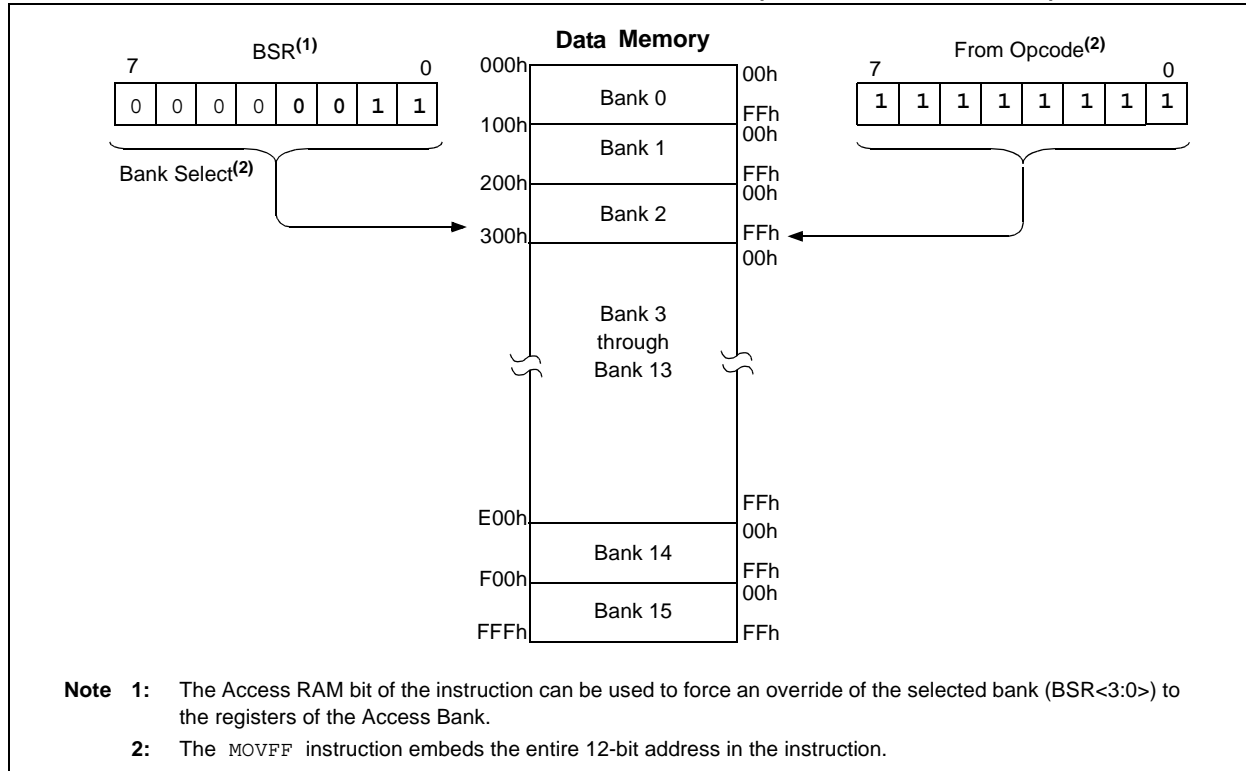 Data Memory
BSR(1)
From Opcode(2)
7 0
7 0
0 0 0 0 0 0 1 1
1 1 1 1 1 1 1 1
Bank Select(2)
000h
00h
Bank 0
FFh
100h
00h
Bank 1
FFh
200h
00h
Bank 2
FFh
300h
00h
Bank 3
through
Bank 13
FFh
E00h
00h
Bank 14
FFh
F00h
00h
Bank 15
FFFh
FFh
Note 1: The Access RAM bit of the instruction can be used to force an override of the selected bank (BSR<3:0>) to
the registers of the Access Bank.
2: The MOVFF instruction embeds the entire 12-bit address in the instruction.